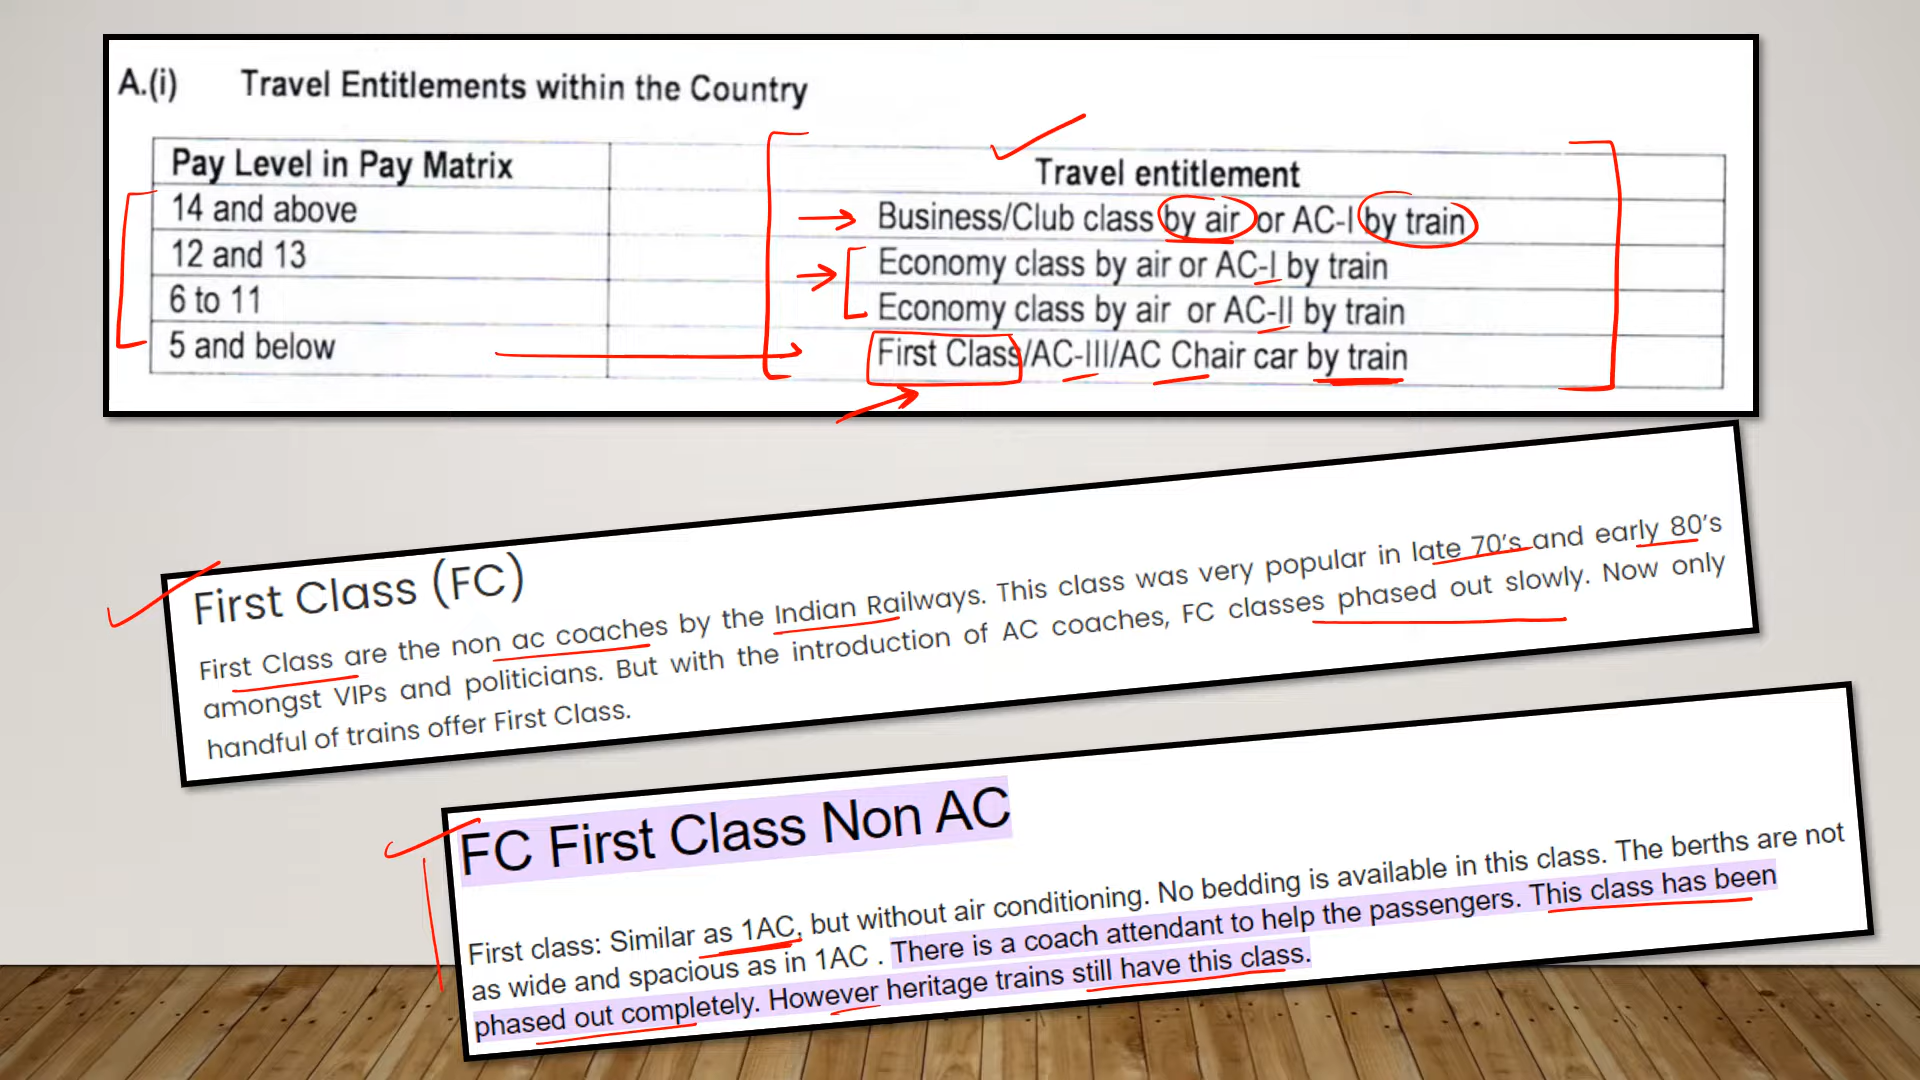 A.(i) Travel Entitlements within the Country
Pay Level in Pay Matrix Travel entitlement
14 and above Business/Club class by air or AC-I by train
12 and 13 Economy class by air or AC-I by train
6 to 11 Economy class by air or AC-II by train
5 and below First Class/AC-III/AC Chair car by train
First Class (FC)
First Class are the non ac coaches by the Indian Railways. This class was very popular in late 70's and early 80's
amongst VIPs and politicians. But with the introduction of AC coaches, FC classes phased out slowly. Now only
handful of trains offer First Class.
FC First Class Non AC
First class: Similar as 1AC, but without air conditioning. No bedding is available in this class. The berths are not
as wide and spacious as in 1AC . There is a coach attendant to help the passengers. This class has been
phased out completely. However heritage trains still have this class.